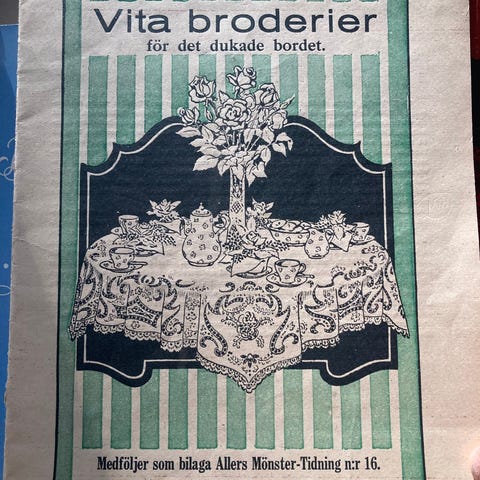 Vita broderier
för det dukade bordet.
Medföljer som bilaga Allers Mönster-Tidning n:r 16.